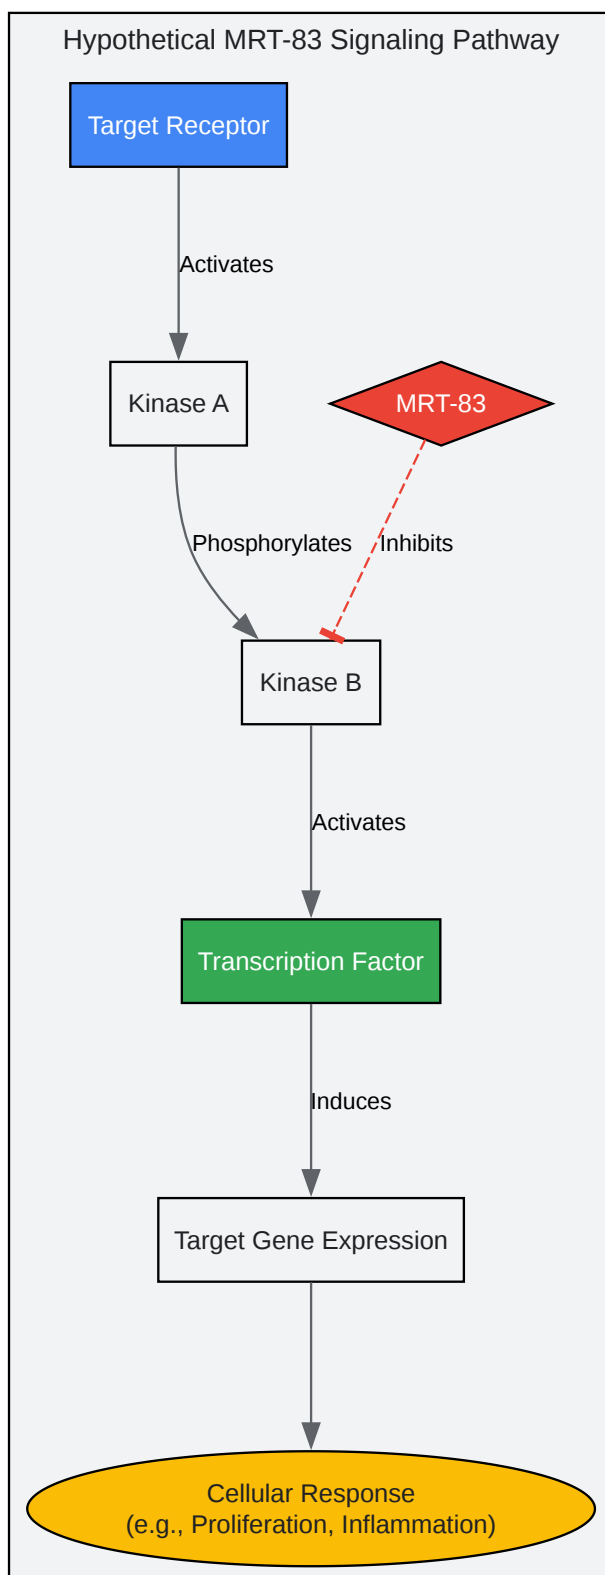 Hypothetical MRT-83 Signaling Pathway
Target Receptor
Activates
Kinase A
MRT-83
Phosphorylates
Inhibits
Kinase B
Activates
Transcription Factor
Induces
Target Gene Expression
Cellular Response
(e.g., Proliferation, Inflammation)